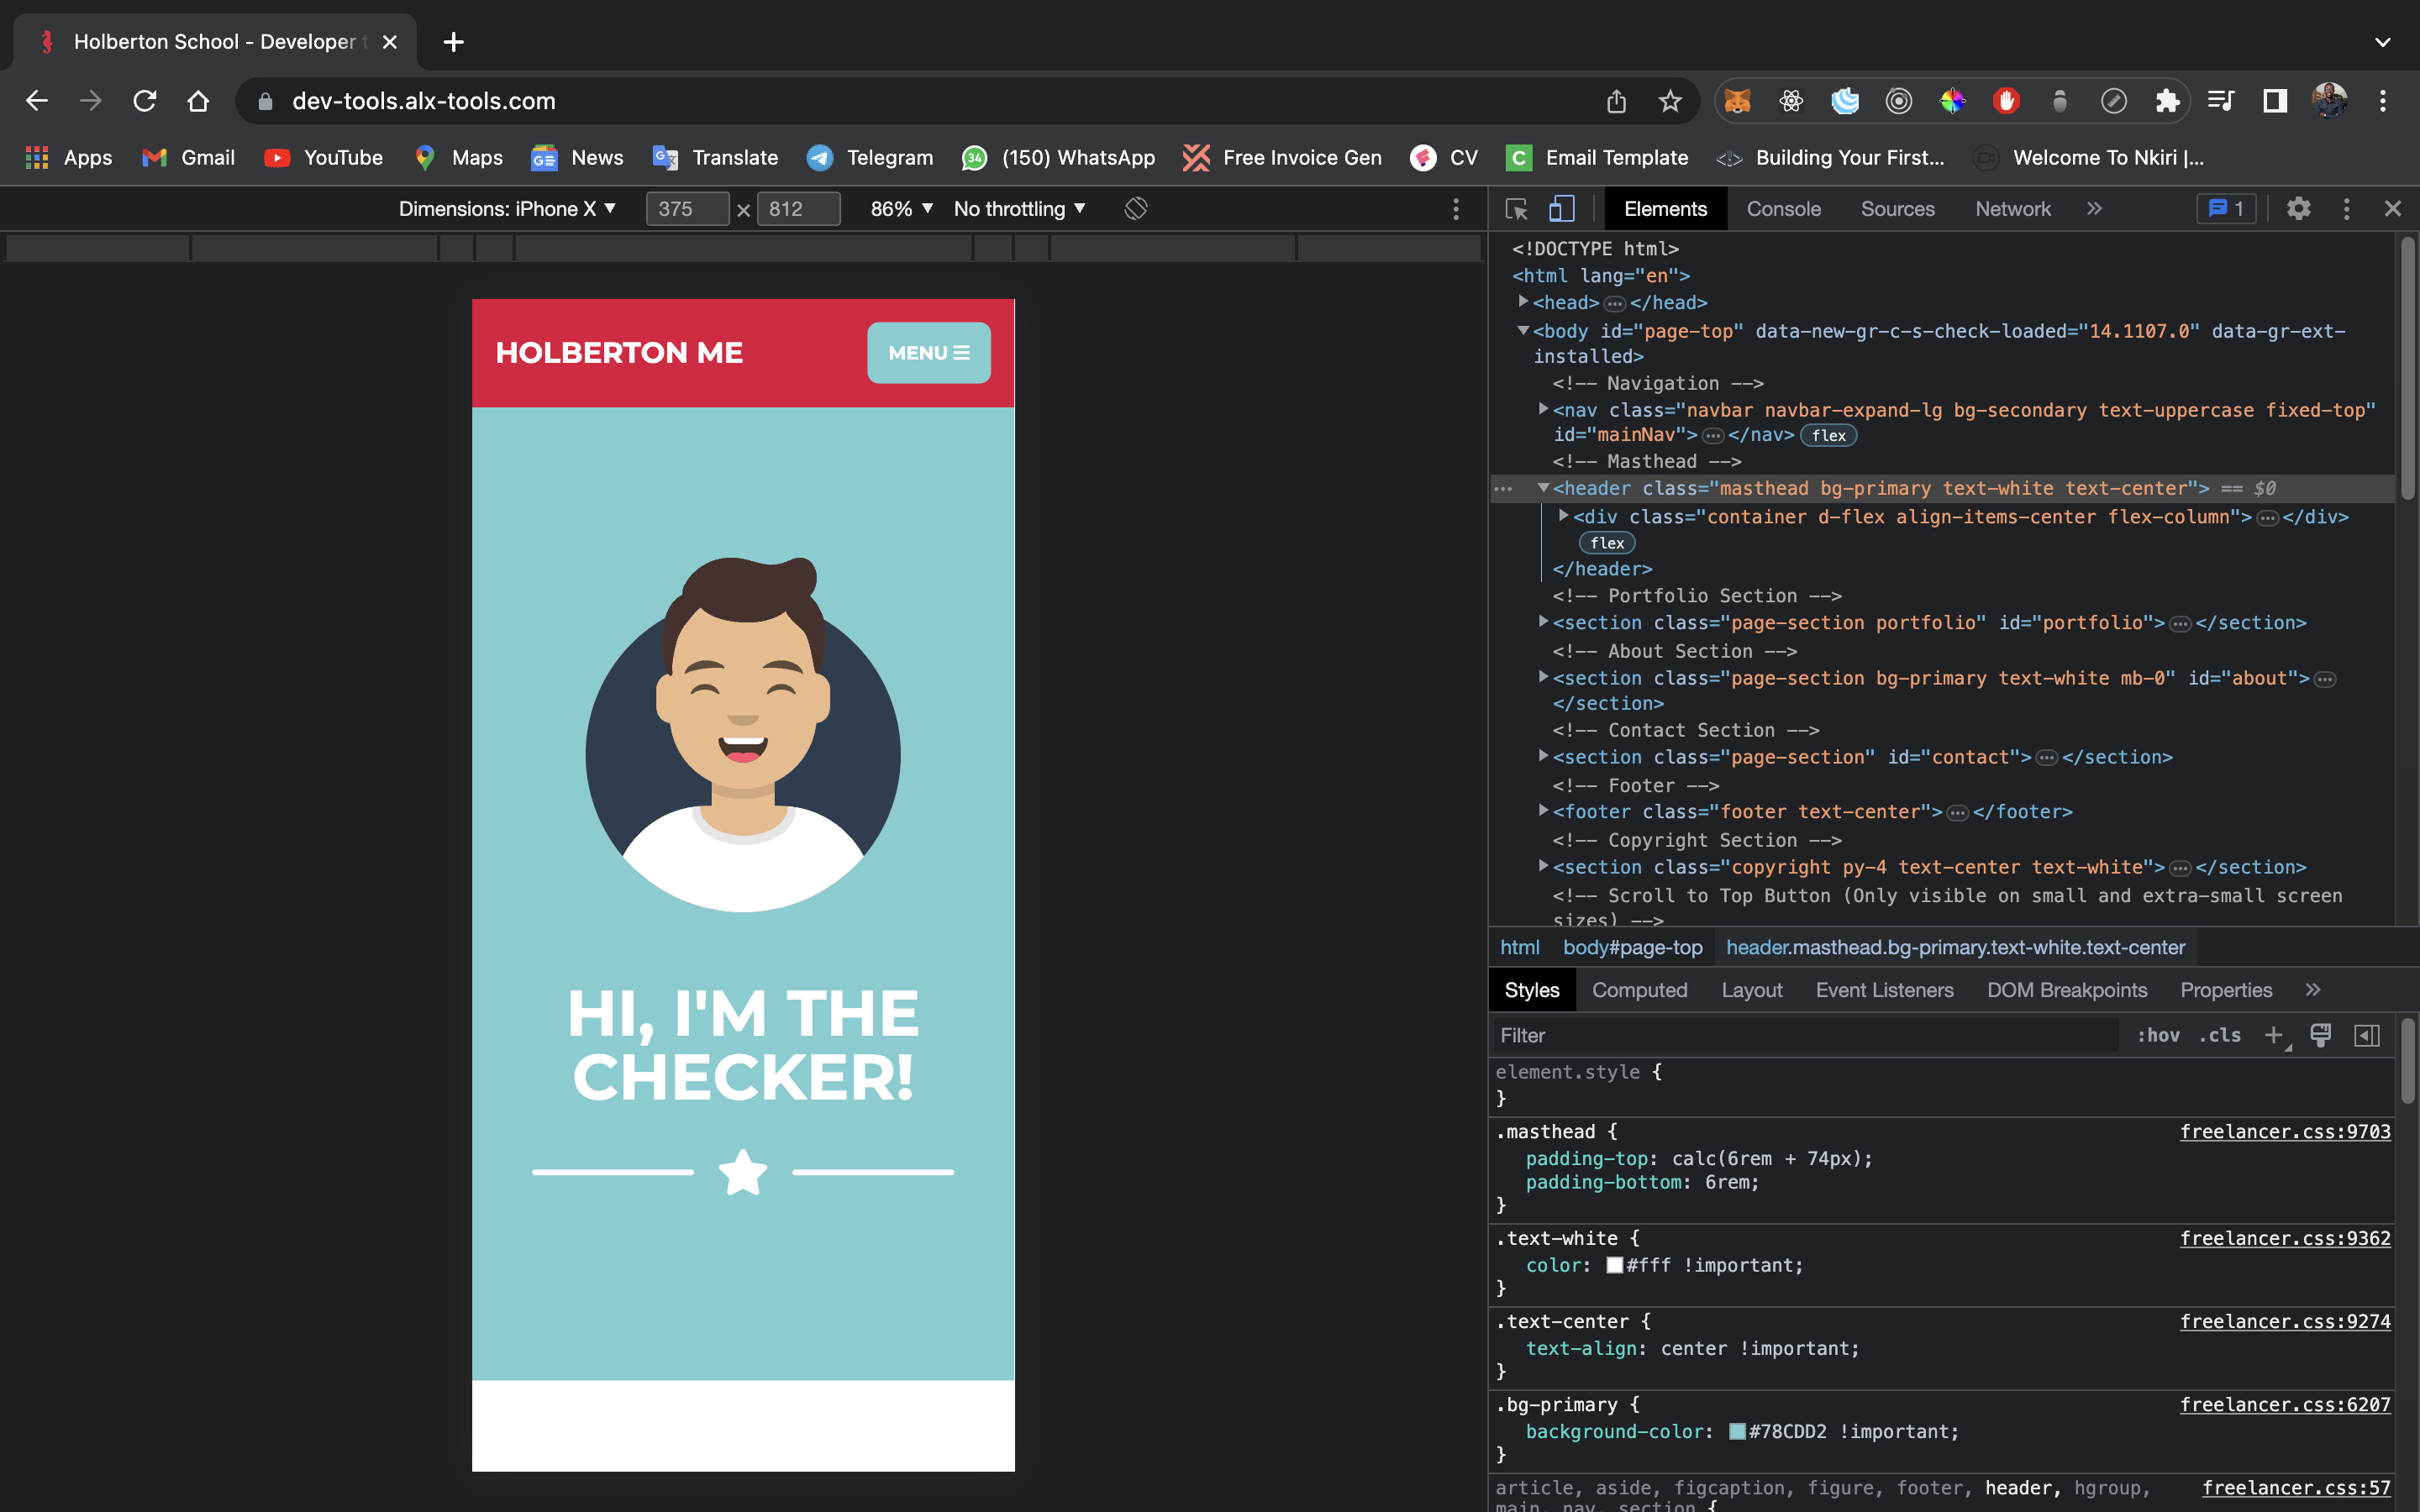 Holberton School - Developer t
dev-tools.alx-tools.com
Apps Gmail YouTube Maps News Translate Telegram 34 (150) WhatsApp Free Invoice Gen CV C Email Template Building Your First... Welcome To Nkiri |...
Dimensions: iPhone X 375 × 812 86% No throttling
Elements Console Sources Network 1
HOLBERTON ME
MENU
HI, I'M THE
CHECKER!
<!DOCTYPE html>
<html lang="en">
<head>…</head>
<body id="page-top" data-new-gr-c-s-check-loaded="14.1107.0" data-gr-ext-
installed>
<!-- Navigation -->
<nav class="navbar navbar-expand-lg bg-secondary text-uppercase fixed-top"
id="mainNav">…</nav> flex
<!-- Masthead -->
<header class="masthead bg-primary text-white text-center"> == $0
<div class="container d-flex align-items-center flex-column">…</div>
flex
</header>
<!-- Portfolio Section -->
<section class="page-section portfolio" id="portfolio">…</section>
<!-- About Section -->
<section class="page-section bg-primary text-white mb-0" id="about">…
</section>
<!-- Contact Section -->
<section class="page-section" id="contact">…</section>
<!-- Footer -->
<footer class="footer text-center">…</footer>
<!-- Copyright Section -->
<section class="copyright py-4 text-center text-white">…</section>
<!-- Scroll to Top Button (Only visible on small and extra-small screen
sizes) -->
html body#page-top header.masthead.bg-primary.text-white.text-center
Styles Computed Layout Event Listeners DOM Breakpoints Properties
Filter :hov .cls
element.style {
}
.masthead { freelancer.css:9703
padding-top: calc(6rem + 74px);
padding-bottom: 6rem;
}
.text-white { freelancer.css:9362
color: #fff !important;
}
.text-center { freelancer.css:9274
text-align: center !important;
}
.bg-primary { freelancer.css:6207
background-color: #78CDD2 !important;
}
article, aside, figcaption, figure, footer, header, hgroup, freelancer.css:57
main, nav, section {